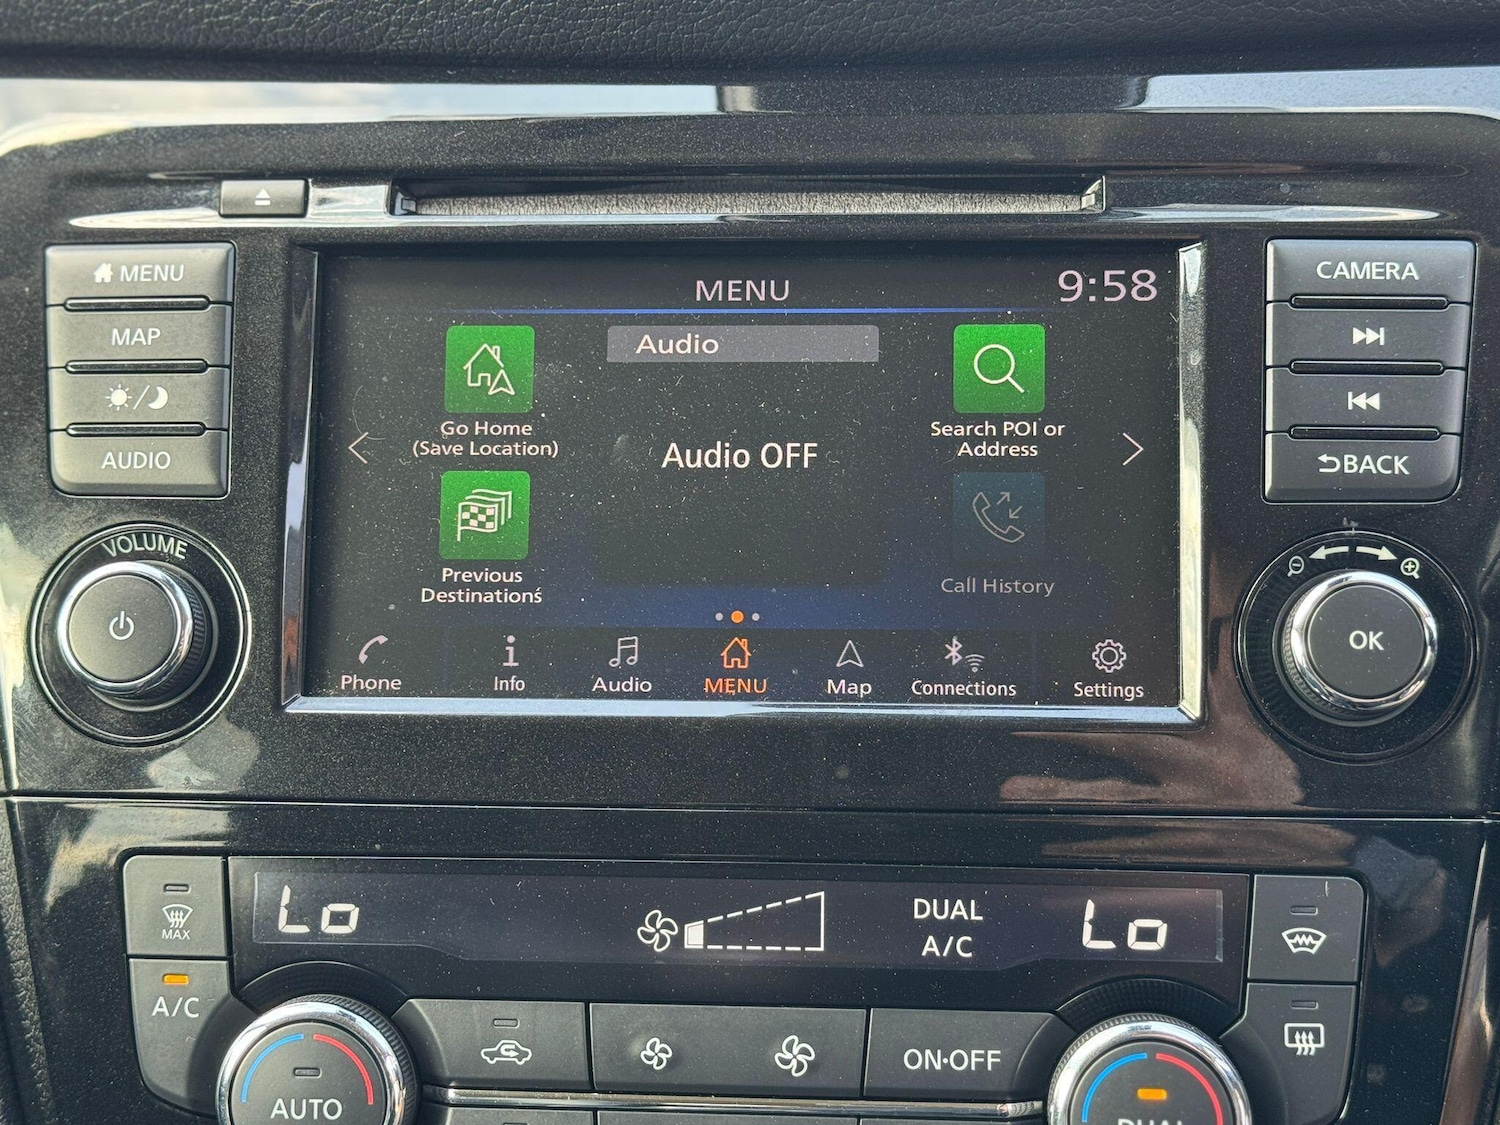 MENU
MAP
AUDIO
VOLUME
MENU
9:58
Go Home
(Save Location)
Previous
Destinations
Audio
Audio OFF
Search POI or
Address
Call History
Phone
Info
Audio
MENU
Map
Connections
Settings
CAMERA
BACK
OK
Lo
DUAL
A/C
Lo
MAX
A/C
AUTO
ON·OFF
DUAL